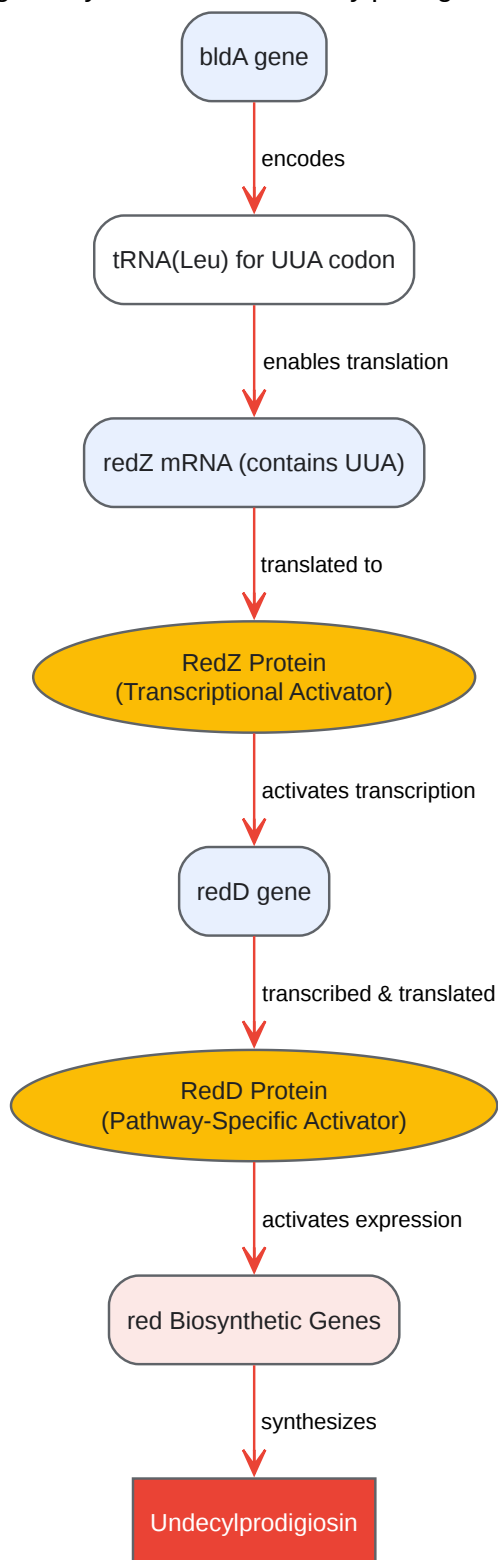 bldA gene
encodes
tRNA(Leu) for UUA codon
enables translation
redZ mRNA (contains UUA)
translated to
RedZ Protein
(Transcriptional Activator)
activates transcription
redD gene
transcribed & translated
RedD Protein
(Pathway-Specific Activator)
activates expression
red Biosynthetic Genes
synthesizes
Undecylprodigiosin